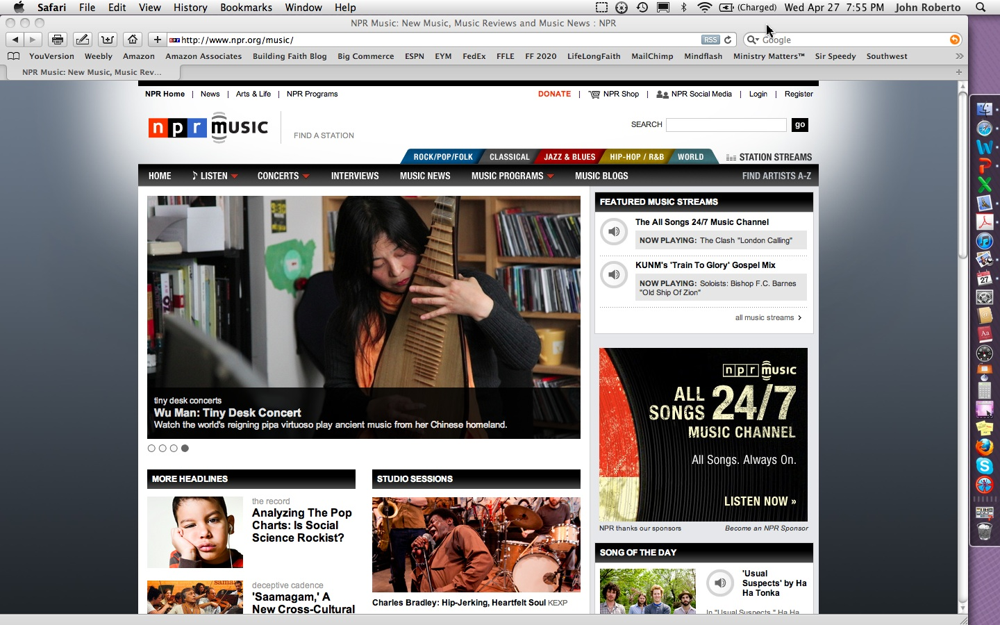 Safari File Edit View History Bookmarks Window Help (Charged) Wed Apr 27 7:55 PM John Roberto
NPR Music: New Music, Music Reviews and Music News : NPR
http://www.npr.org/music/ RSS Google
YouVersion Weebly Amazon Amazon Associates Building Faith Blog Big Commerce ESPN EYM FedEx FFLE FF 2020 LifeLongFaith MailChimp Mindflash Ministry Matters™ Sir Speedy Southwest
NPR Music: New Music, Music Rev...
NPR Home | News | Arts & Life | NPR Programs
DONATE | NPR Shop | NPR Social Media | Login | Register
npr music
FIND A STATION
SEARCH go
ROCK/POP/FOLK CLASSICAL JAZZ & BLUES HIP-HOP / R&B WORLD STATION STREAMS
HOME LISTEN CONCERTS INTERVIEWS MUSIC NEWS MUSIC PROGRAMS MUSIC BLOGS FIND ARTISTS A-Z
tiny desk concerts
Wu Man: Tiny Desk Concert
Watch the world's reigning pipa virtuoso play ancient music from her Chinese homeland.
MORE HEADLINES
the record
Analyzing The Pop
Charts: Is Social
Science Rockist?
deceptive cadence
'Saamagam,' A
New Cross-Cultural
STUDIO SESSIONS
Charles Bradley: Hip-Jerking, Heartfelt Soul KEXP
FEATURED MUSIC STREAMS
The All Songs 24/7 Music Channel
NOW PLAYING: The Clash "London Calling"
KUNM's 'Train To Glory' Gospel Mix
NOW PLAYING: Soloists: Bishop F.C. Barnes
"Old Ship Of Zion"
all music streams
npr music
ALL
SONGS 24/7
MUSIC CHANNEL
All Songs. Always On.
LISTEN NOW »
NPR thanks our sponsors Become an NPR Sponsor
SONG OF THE DAY
'Usual
Suspects' by Ha
Ha Tonka
In "Usual Suspects," Ha Ha
27
Aa